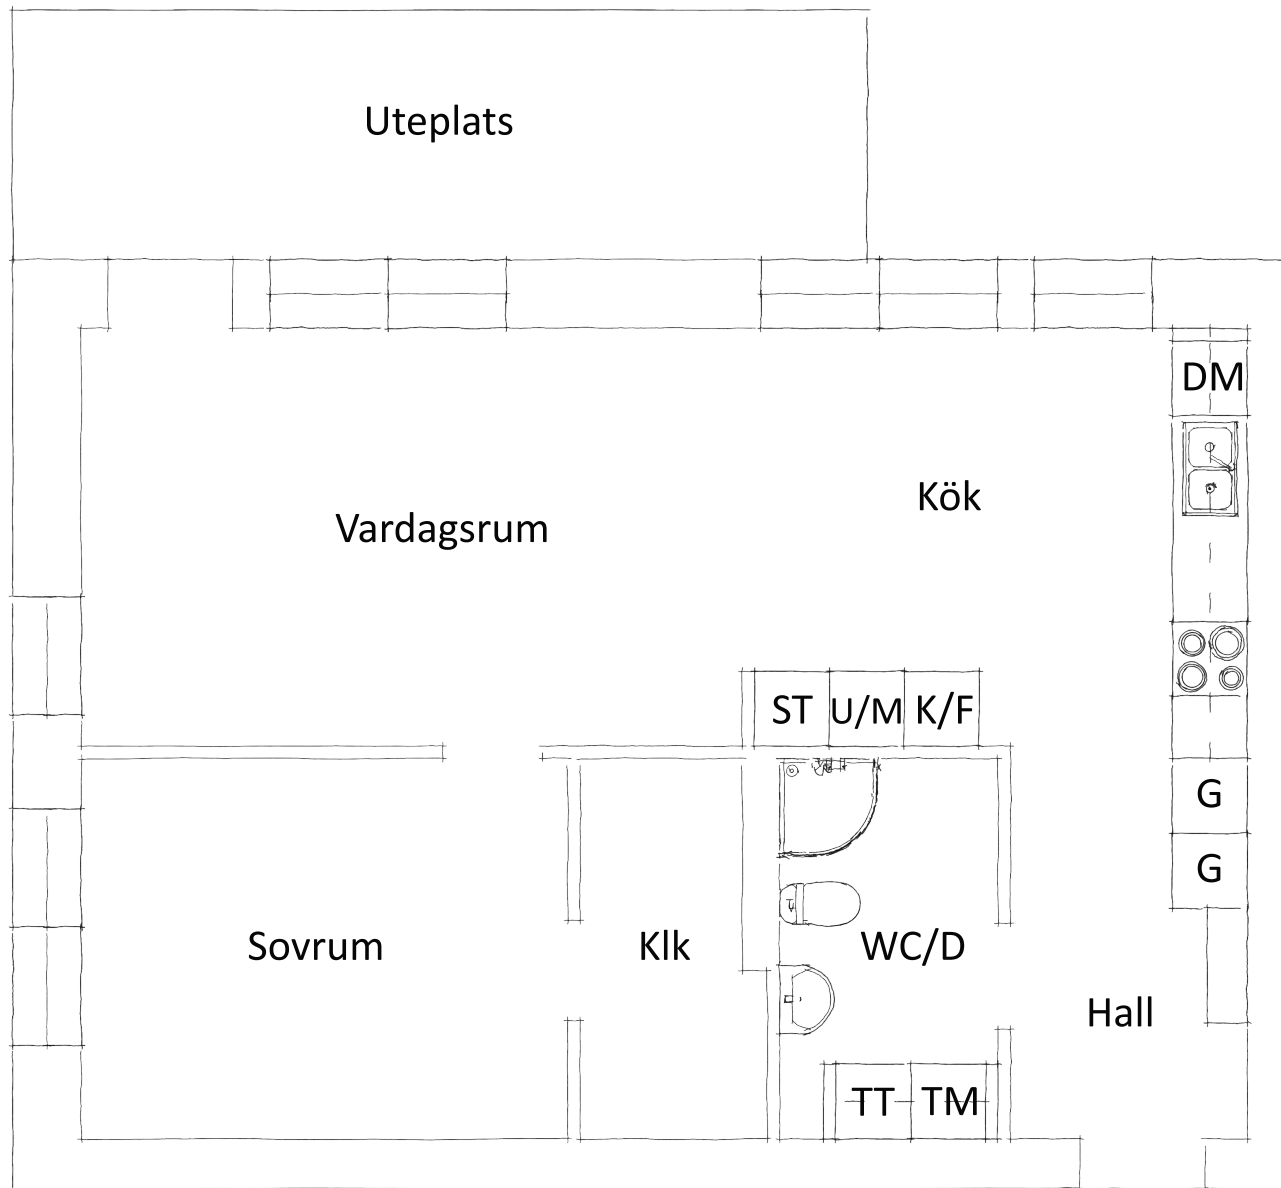 Uteplats
DM
Kök
Vardagsrum
ST U/M K/F
G
G
Sovrum
Klk
WC/D
Hall
TT TM